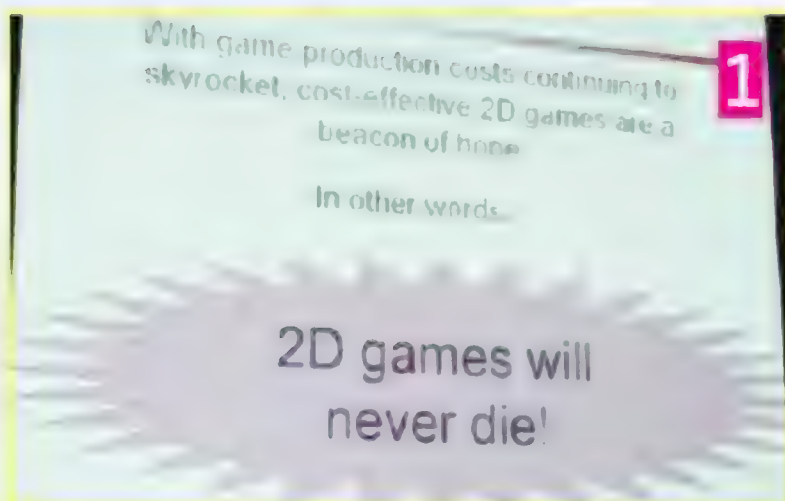 With game production costs continuing to
skyrocket, cost-effective 2D games are a
beacon of hope
In other words...
2D games will
never die!
1